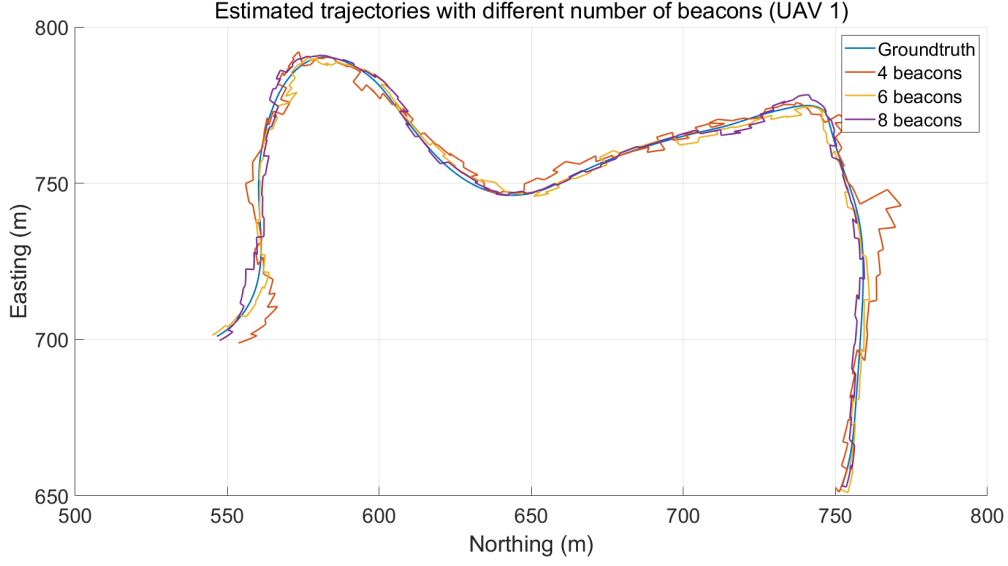 Estimated trajectories with different number of beacons (UAV 1)
800
750
700
650
Easting (m)
Groundtruth
4 beacons
6 beacons
8 beacons
500
550
600
650
700
750
800
Northing (m)